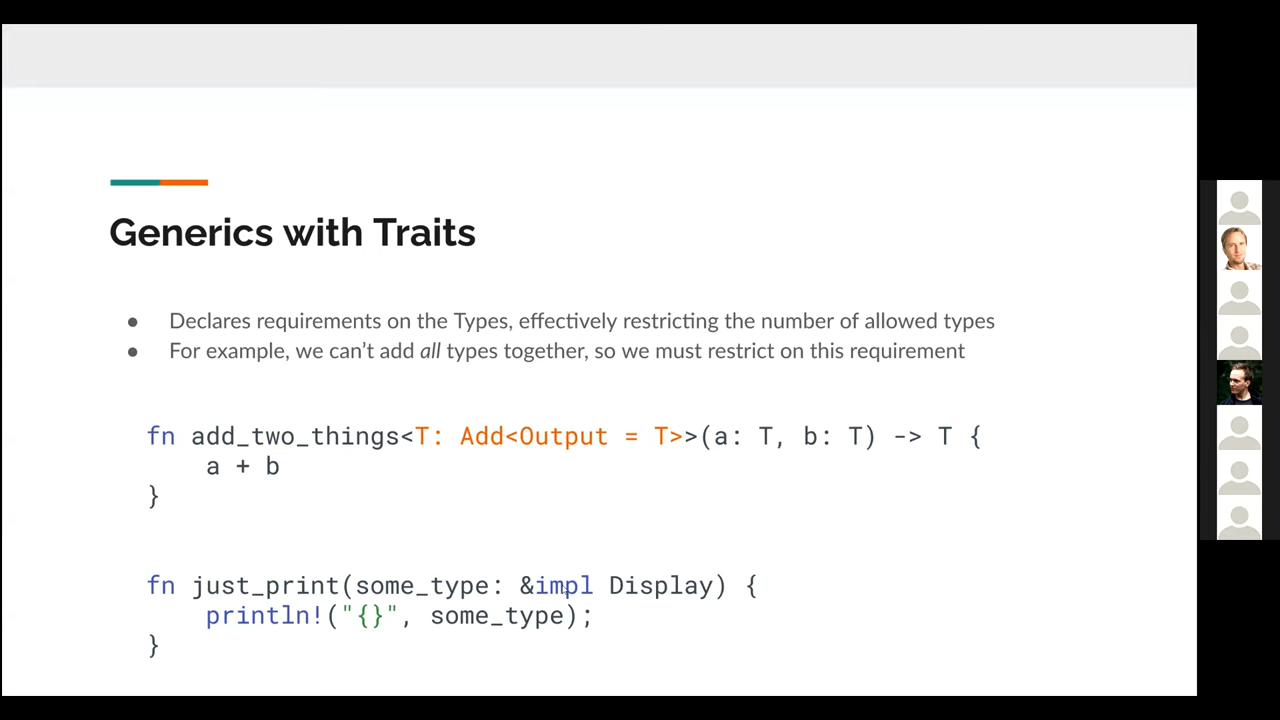 Generics with Traits
● Declares requirements on the Types, effectively restricting the number of allowed types
● For example, we can't add all types together, so we must restrict on this requirement
fn add_two_things<T: Add<Output = T>>(a: T, b: T) -> T {
    a + b
}
fn just_print(some_type: &impl Display) {
    println!("{}", some_type);
}